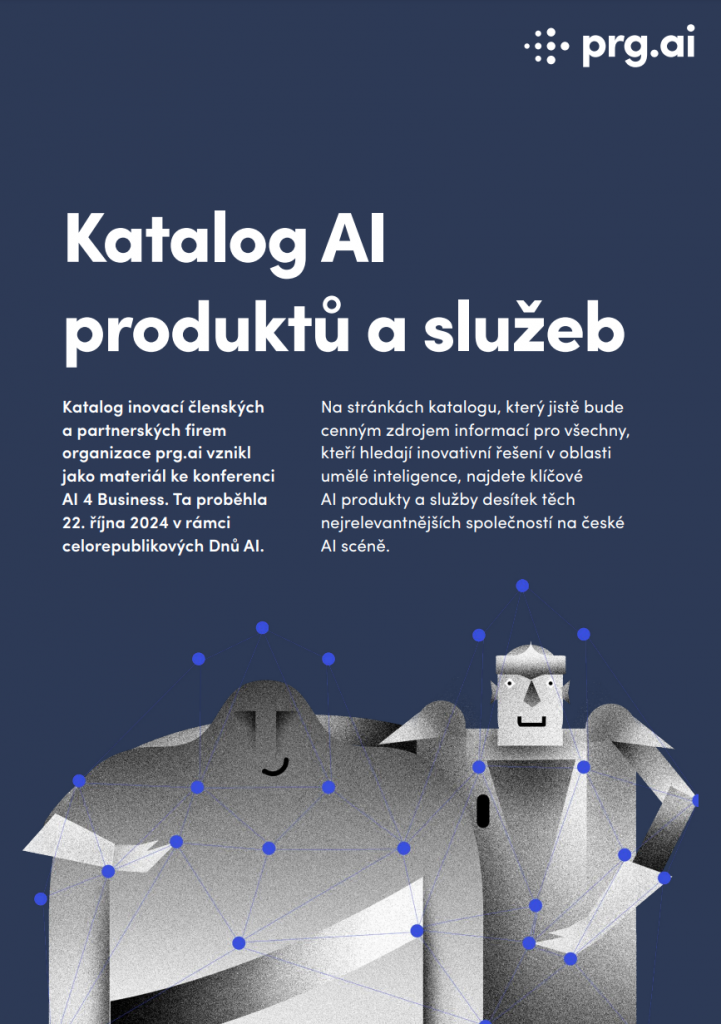 prg.ai
Katalog AI
produktů a služeb
Katalog inovací členských
a partnerských firem
organizace prg.ai vznikl
jako materiál ke konferenci
AI 4 Business. Ta proběhla
22. října 2024 v rámci
celorepublikových Dnů AI.
Na stránkách katalogu, který jistě bude
cenným zdrojem informací pro všechny,
kteří hledají inovativní řešení v oblasti
umělé inteligence, najdete klíčové
AI produkty a služby desítek těch
nejrelevantnějších společností na české
AI scéně.